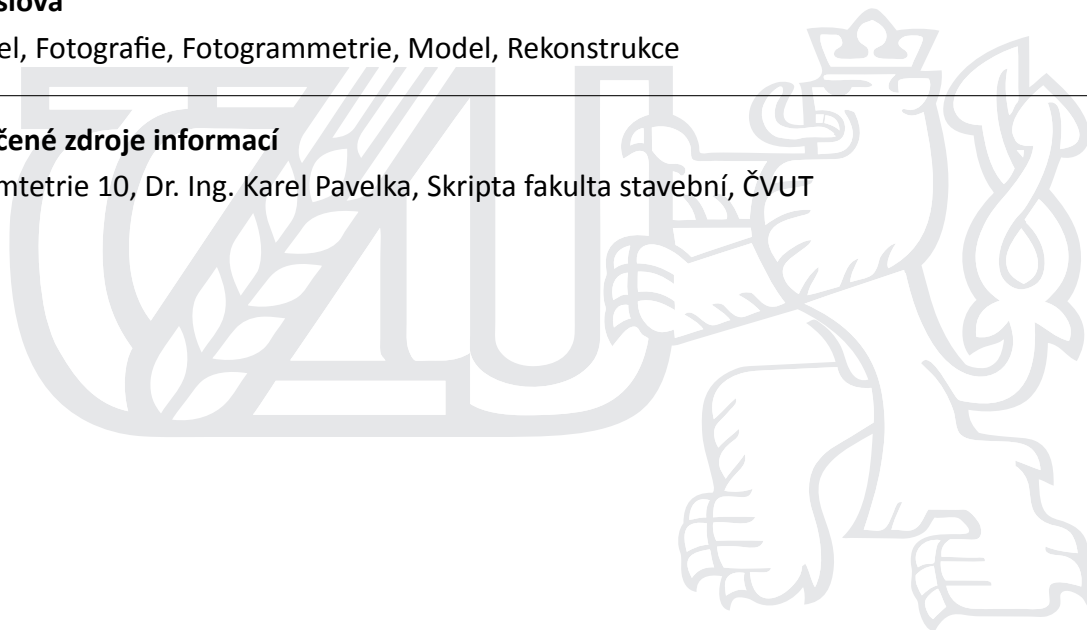 slova
el, Fotografie, Fotogrammetrie, Model, Rekonstrukce
čené zdroje informací
mtetrie 10, Dr. Ing. Karel Pavelka, Skripta fakulta stavební, ČVUT
ČZU